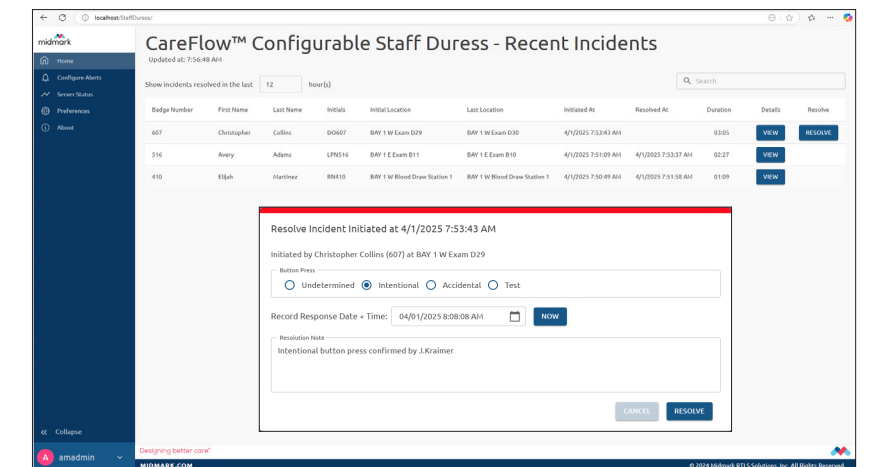 localhost/StaffDuress/
midmark
Home
Configure Alerts
Server Status
Preferences
About
Collapse
A amadmin
CareFlow™ Configurable Staff Duress - Recent Incidents
Updated at: 7:56:48 AM
Show incidents resolved in the last 12 hour(s)
Search
Badge Number First Name Last Name Initials Initial Location Last Location Initiated At Resolved At Duration Details Resolve
607 Christopher Collins DO607 BAY 1 W Exam D29 BAY 1 W Exam D30 4/1/2025 7:53:43 AM 03:05 VIEW RESOLVE
516 Avery Adams LPN516 BAY 1 E Exam B11 BAY 1 E Exam B10 4/1/2025 7:51:09 AM 4/1/2025 7:53:37 AM 02:27 VIEW
410 Elijah Martinez RN410 BAY 1 W Blood Draw Station 1 BAY 1 W Blood Draw Station 1 4/1/2025 7:50:49 AM 4/1/2025 7:51:58 AM 01:09 VIEW
Resolve Incident Initiated at 4/1/2025 7:53:43 AM
Initiated by Christopher Collins (607) at BAY 1 W Exam D29
Button Press
Undetermined Intentional Accidental Test
Record Response Date + Time: 04/01/2025 8:08:08 AM NOW
Resolution Note
Intentional button press confirmed by J.Kraimer
CANCEL RESOLVE
Designing better care®
MIDMARK.COM © 2024 Midmark RTLS Solutions, Inc. All Rights Reserved.